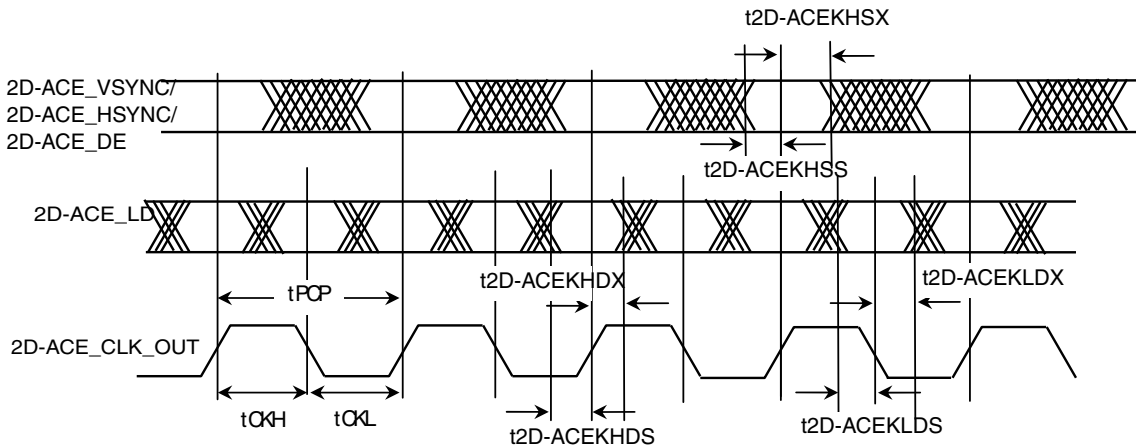 t2D-ACEKHSX
2D-ACE_VSYNC/
2D-ACE_HSYNC/
2D-ACE_DE
t2D-ACEKHSS
2D-ACE_LD
t2D-ACEKHDX
t2D-ACEKLDX
tPCP
2D-ACE_CLK_OUT
tCKH
tCKL
t2D-ACEKHDS
t2D-ACEKLDS